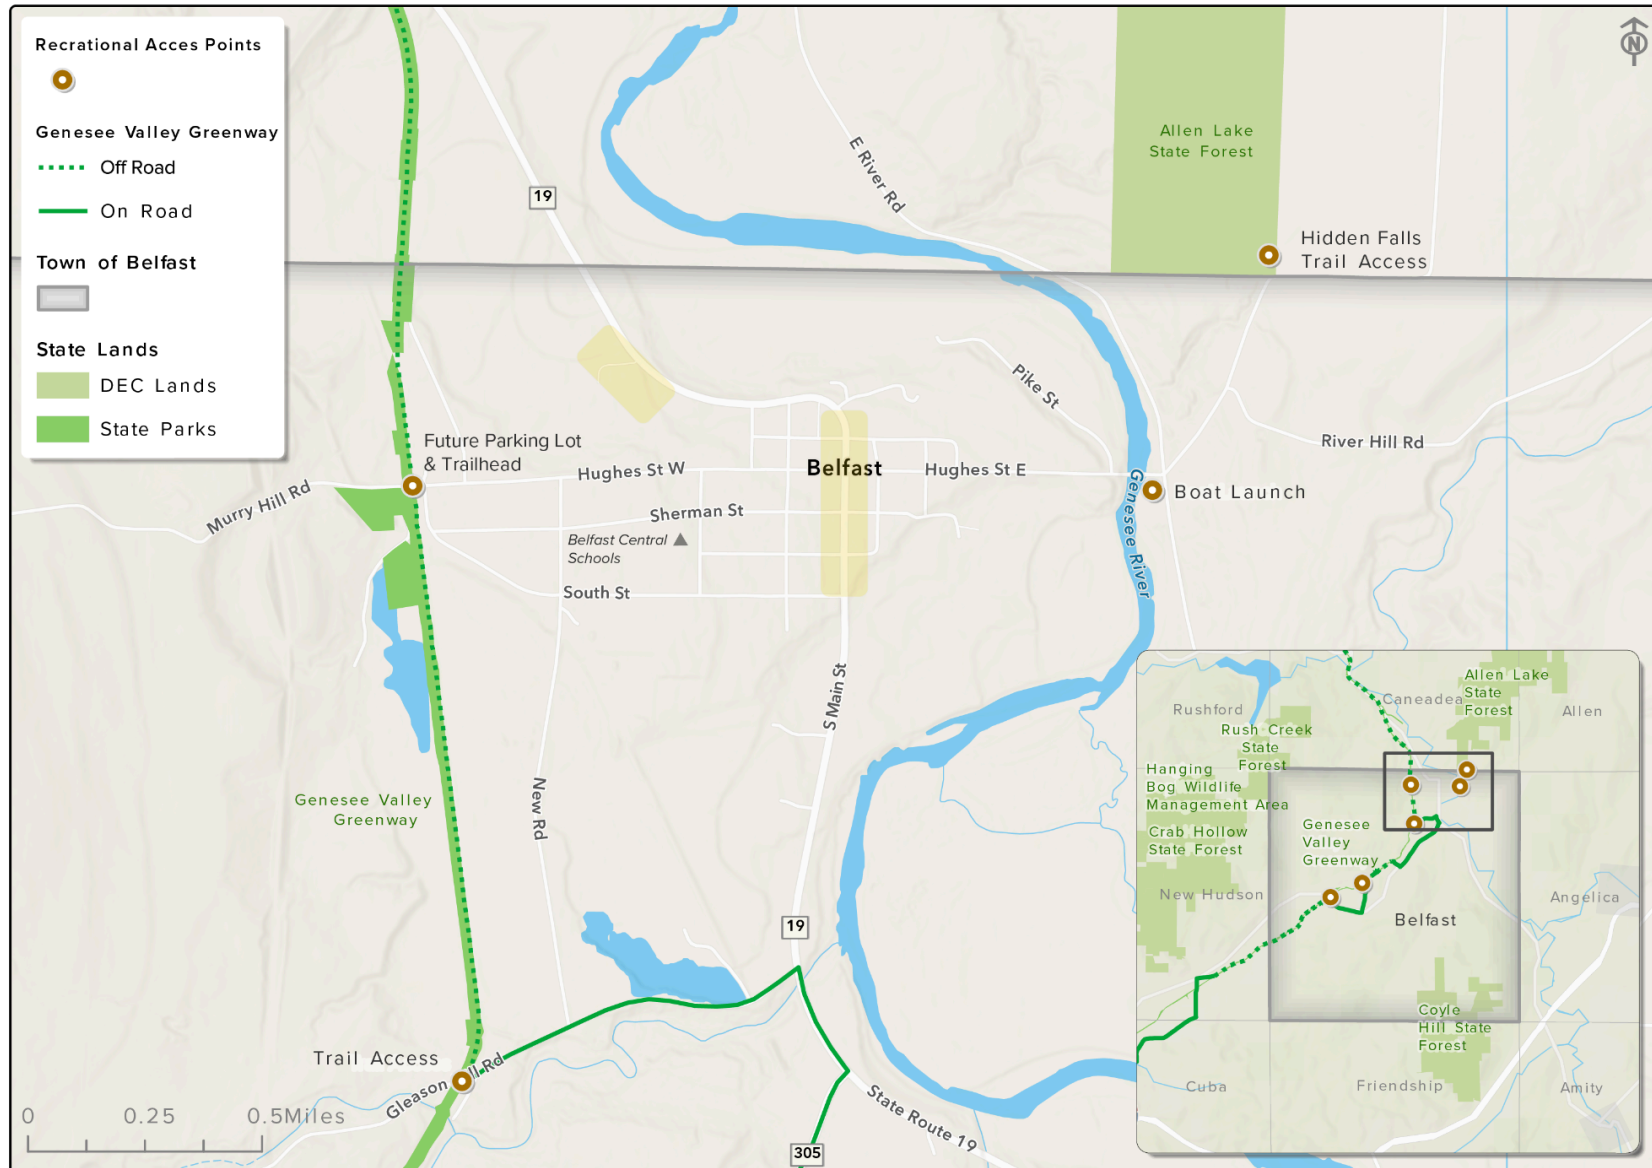 Recrational Acces Points
Genesee Valley Greenway
Off Road
On Road
Town of Belfast
State Lands
DEC Lands
State Parks
N
19
E River Rd
Allen Lake
State Forest
Hidden Falls
Trail Access
Pike St
River Hill Rd
Future Parking Lot
& Trailhead
Murry Hill Rd
Hughes St W
Belfast
Hughes St E
Boat Launch
Genesee River
Sherman St
Belfast Central
Schools
South St
S Main St
New Rd
Genesee Valley
Greenway
19
Trail Access
Gleason
ll Rd
State Route 19
305
0 0.25 0.5Miles
Rushford
Caneadea
Allen Lake
State
Forest
Allen
Rush Creek
State
Forest
Hanging
Bog Wildlife
Management Area
Crab Hollow
State Forest
Genesee
Valley
Greenway
New Hudson
Belfast
Angelica
Coyle
Hill State
Forest
Cuba
Friendship
Amity